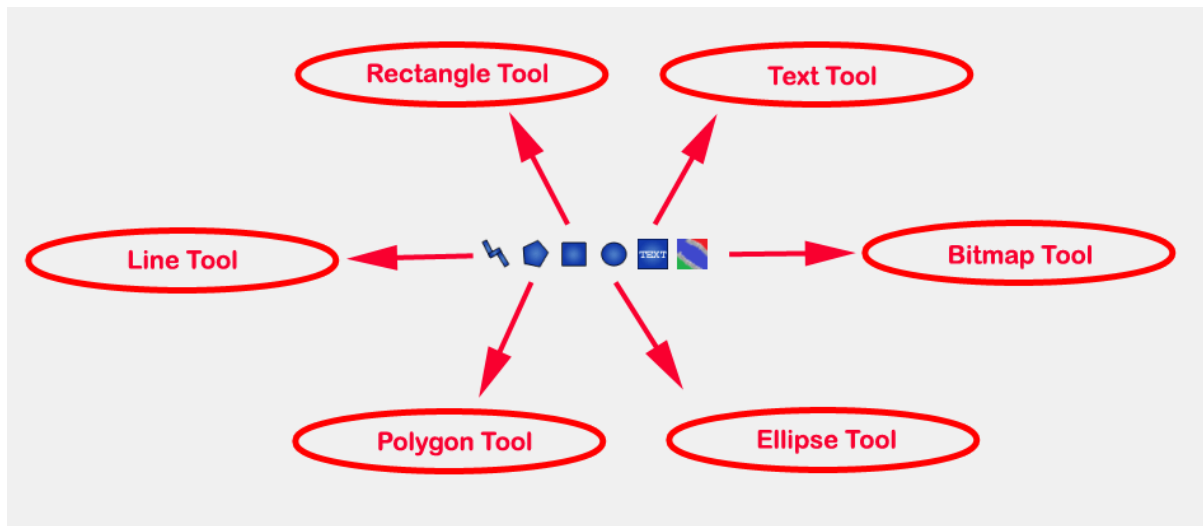 Rectangle Tool
Text Tool
Line Tool
TEXT
Bitmap Tool
Polygon Tool
Ellipse Tool